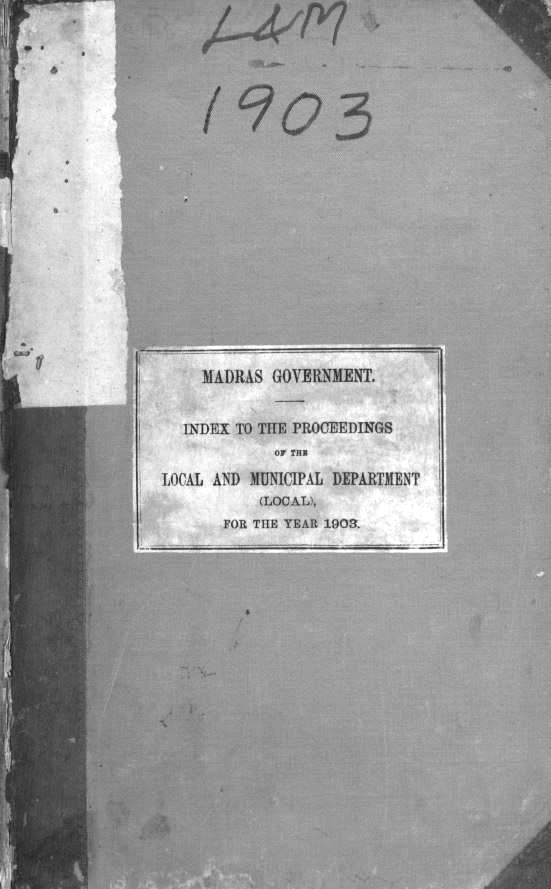 L&M
1903
MADRAS GOVERNMENT.
INDEX TO THE PROCEEDINGS
OF THE
LOCAL AND MUNICIPAL DEPARTMENT
(LOCAL),
FOR THE YEAR 1903.